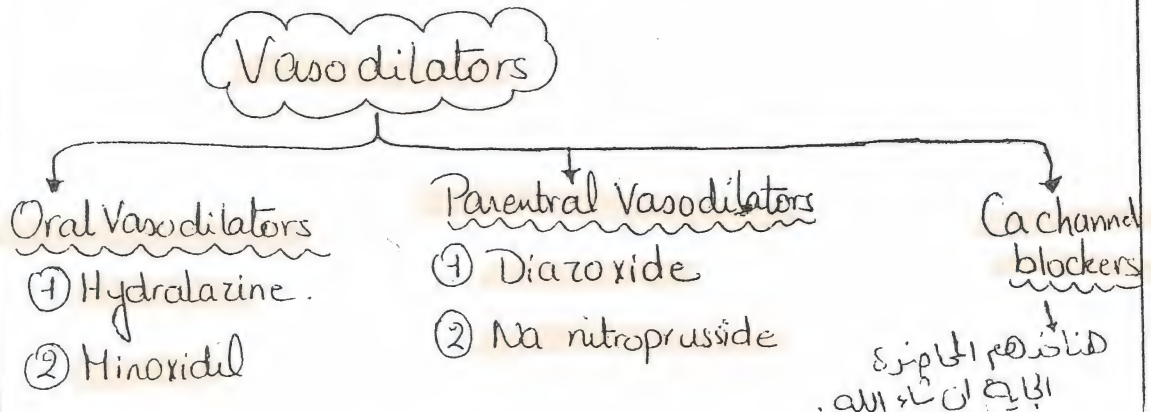 Vasodilators
Oral Vasodilators
① Hydralazine.
② Minoxidil
Parentral Vasodilators
① Diazoxide
② Na nitroprusside
Ca channel
blockers
هناخدهم المحاضرة
الجاية ان شاء الله.